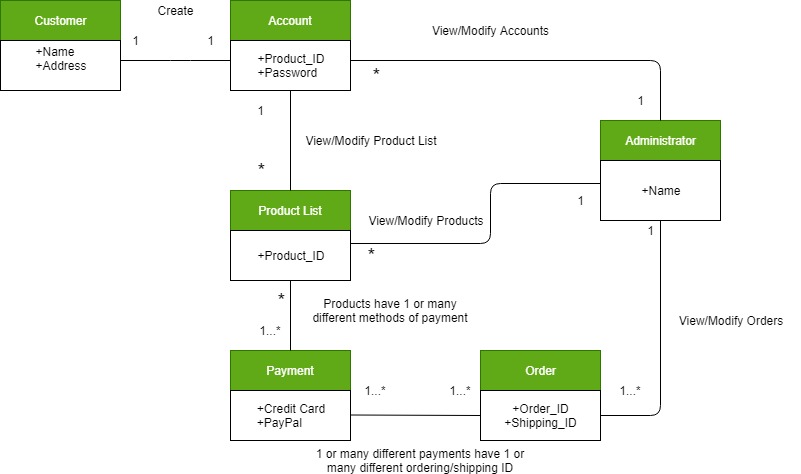 Customer
+Name
+Address
Create
1
1
Account
+Product_ID
+Password
View/Modify Accounts
*
1
1
View/Modify Product List
*
Administrator
+Name
Product List
+Product_ID
View/Modify Products
1
*
1
*
Products have 1 or many
different methods of payment
1...*
View/Modify Orders
Payment
+Credit Card
+PayPal
1...*
1...*
Order
+Order_ID
+Shipping_ID
1...*
1 or many different payments have 1 or
many different ordering/shipping ID